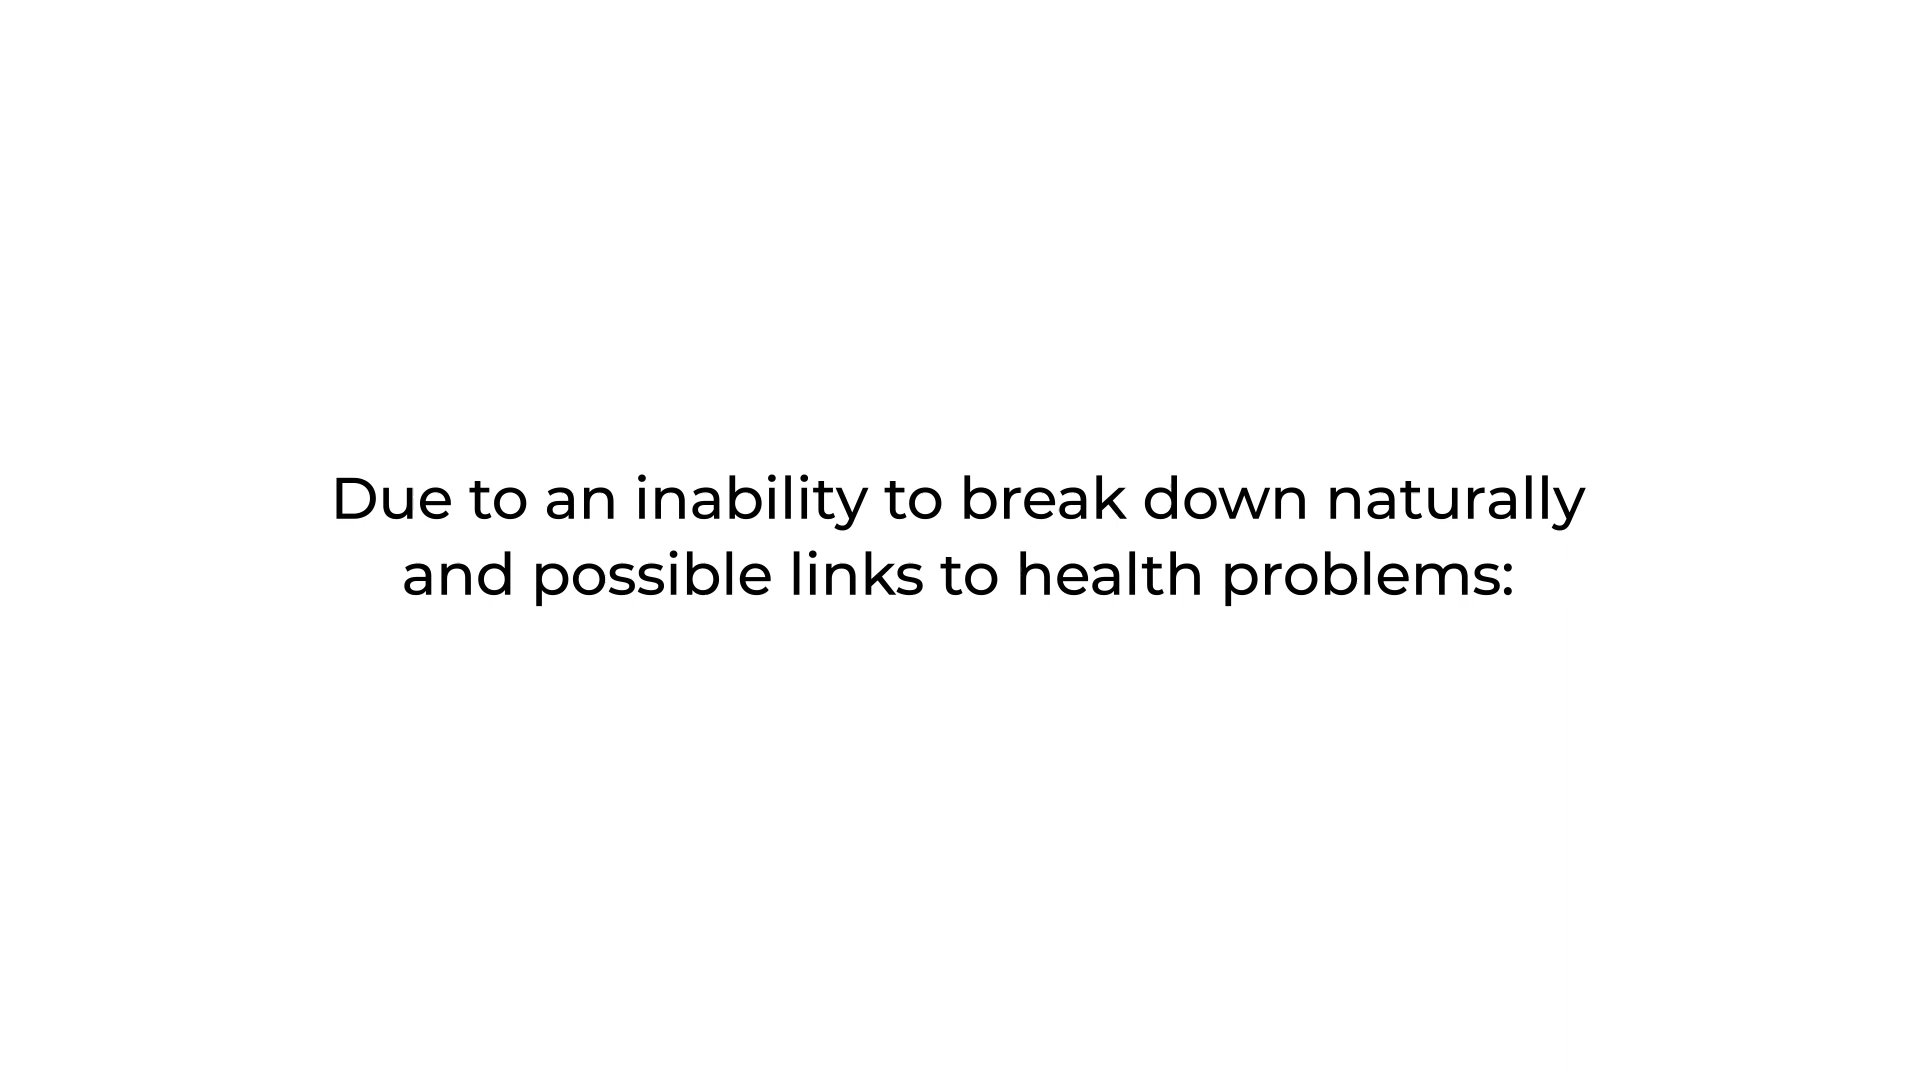 Due to an inability to break down naturally
and possible links to health problems: